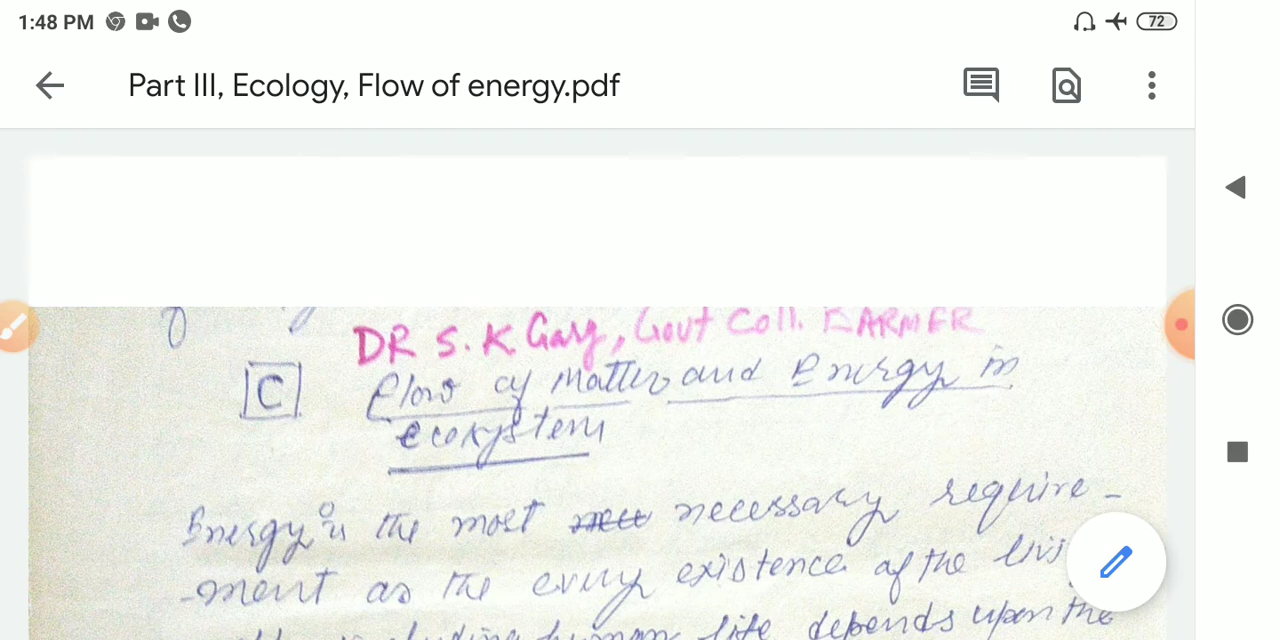 1:48 PM 72
Part III, Ecology, Flow of energy.pdf
DR S. K Garg, Govt Coll. BARMER
C Flow of Matter and Energy in
ecosystem
Energy is the most necessary require-
-ment as the every existence of the
human life depends upon the